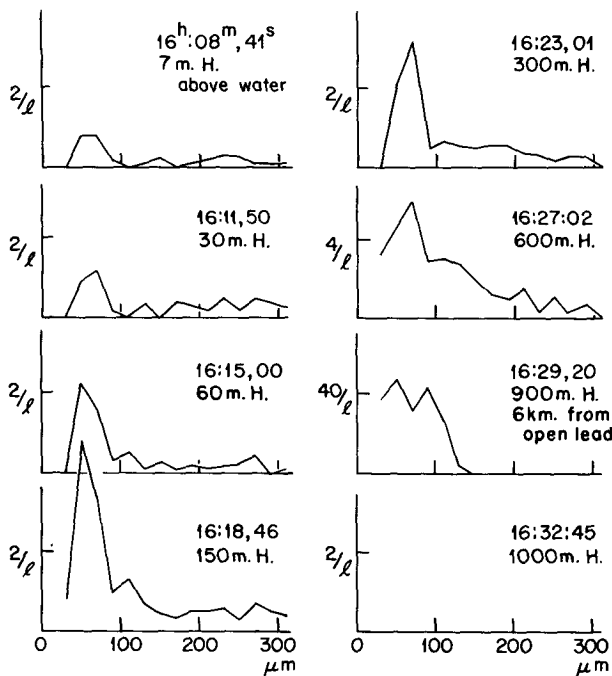 16h:08m,41s
7 m. H.
above water
2/ℓ
16:11,50
30 m. H.
2/ℓ
16:15,00
60 m. H.
2/ℓ
16:18,46
150 m. H.
2/ℓ
0 100 200 300
μm
16:23,01
300 m. H.
2/ℓ
16:27:02
600 m. H.
4/ℓ
16:29,20
900 m. H.
6 km. from
open lead
40/ℓ
16:32:45
1000 m. H.
2/ℓ
0 100 200 300
μm